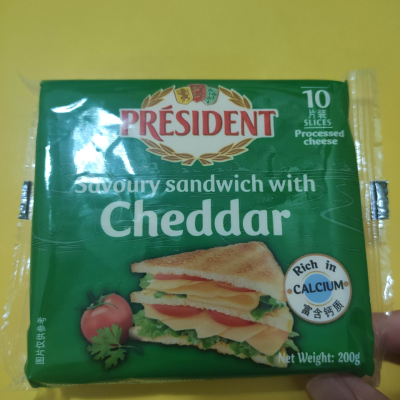 PRÉSIDENT
10
片装
SLICES
Processed
cheese
Savoury sandwich with
Cheddar
Rich in
CALCIUM
富含钙质
图片仅供参考
Net Weight: 200g